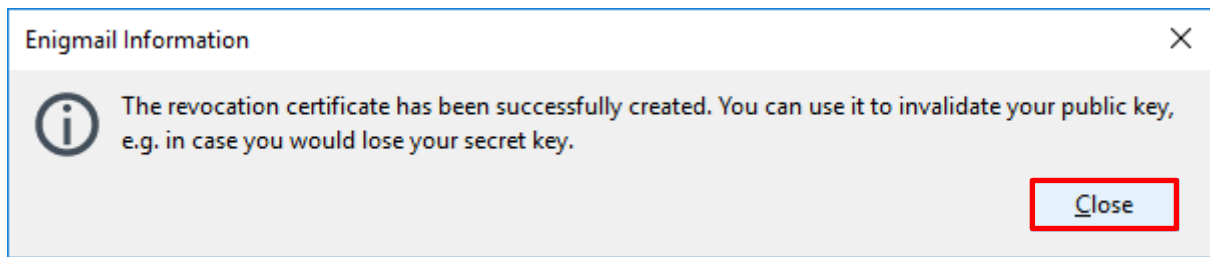 Enigmail Information
The revocation certificate has been successfully created. You can use it to invalidate your public key,
e.g. in case you would lose your secret key.
Close